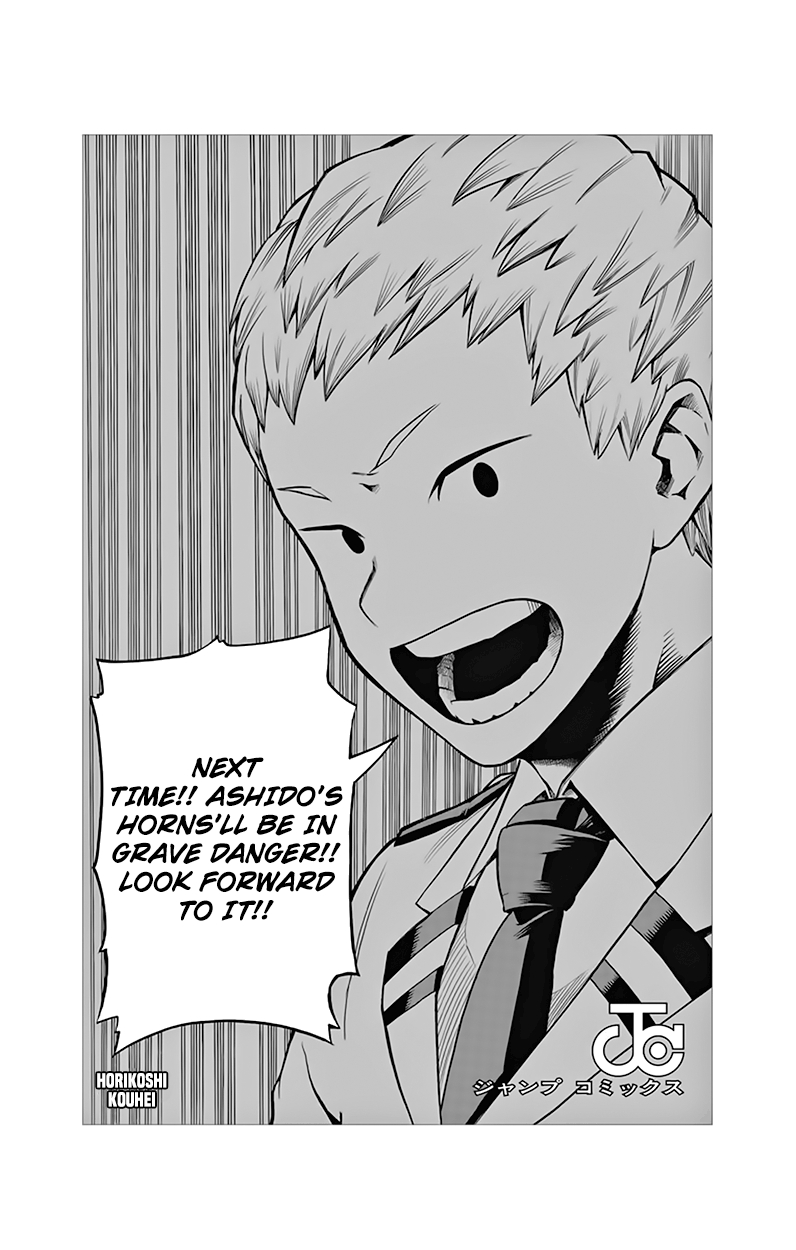 NEXT
TIME!! ASHIDO'S
HORNS'LL BE IN
GRAVE DANGER!!
LOOK FORWARD
TO IT!!
HORIKOSHI
KOUHEI
JC
ジャンプ コミックス